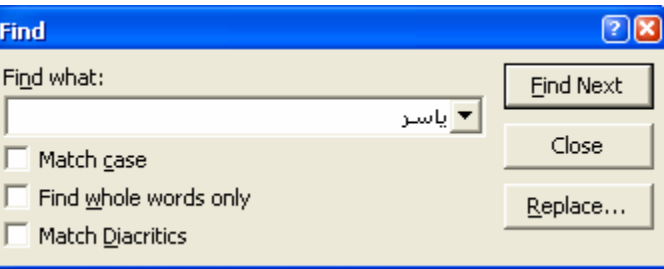 Find
Find what:
ياسر
Match case
Find whole words only
Match Diacritics
Find Next
Close
Replace...